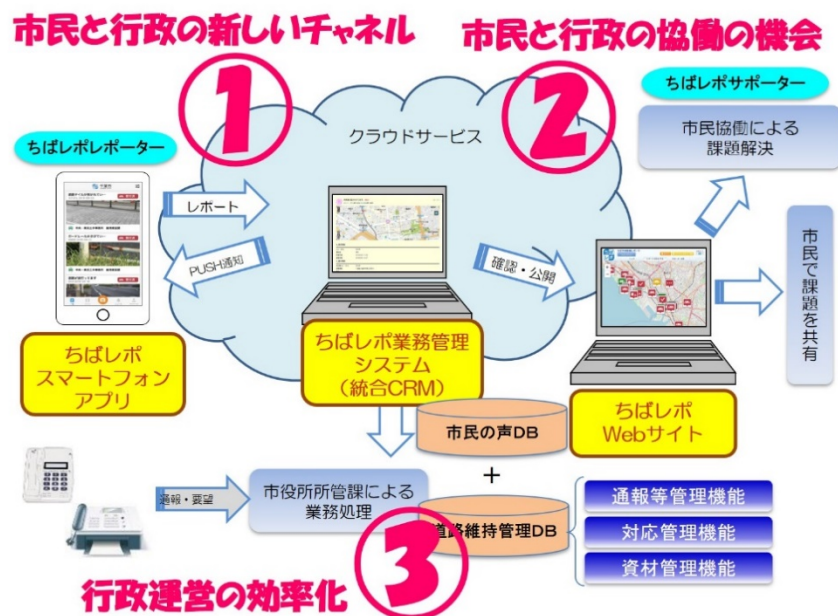 市民と行政の新しいチャネル
市民と行政の協働の機会
①
②
ちばレポサポーター
クラウドサービス
市民協働による
課題解決
ちばレポレポーター
レポート
PUSH通知
確認・公開
市民で課題を共有
ちばレポ
スマートフォン
アプリ
ちばレポ業務管理
システム
(統合CRM)
ちばレポ
Webサイト
市民の声DB
+
通報・要望
市役所所管課による
業務処理
道路維持管理DB
通報等管理機能
対応管理機能
資材管理機能
③
行政運営の効率化